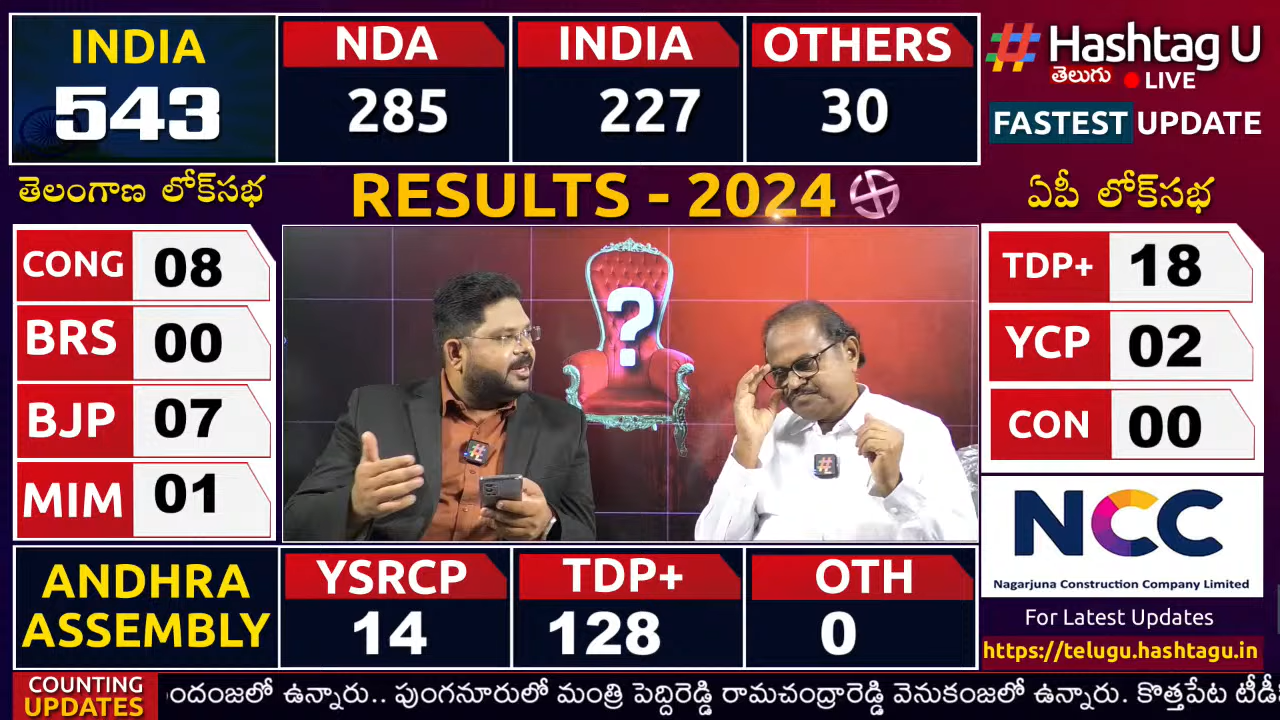 INDIA
543
NDA
285
INDIA
227
OTHERS
30
Hashtag U
తెలుగు LIVE
FASTEST UPDATE
తెలంగాణ లోక్‌సభ
RESULTS - 2024
ఏపీ లోక్‌సభ
CONG 08
BRS 00
BJP 07
MIM 01
?
TDP+ 18
YCP 02
CON 00
NCC
Nagarjuna Construction Company Limited
For Latest Updates
https://telugu.hashtagu.in
ANDHRA
ASSEMBLY
YSRCP
14
TDP+
128
OTH
0
COUNTING
UPDATES
ఉన్నారు.. పుంగనూరులో మంత్రి పెద్దిరెడ్డి రామచంద్రారెడ్డి వెనుకంజలో ఉన్నారు. కొత్తపేట